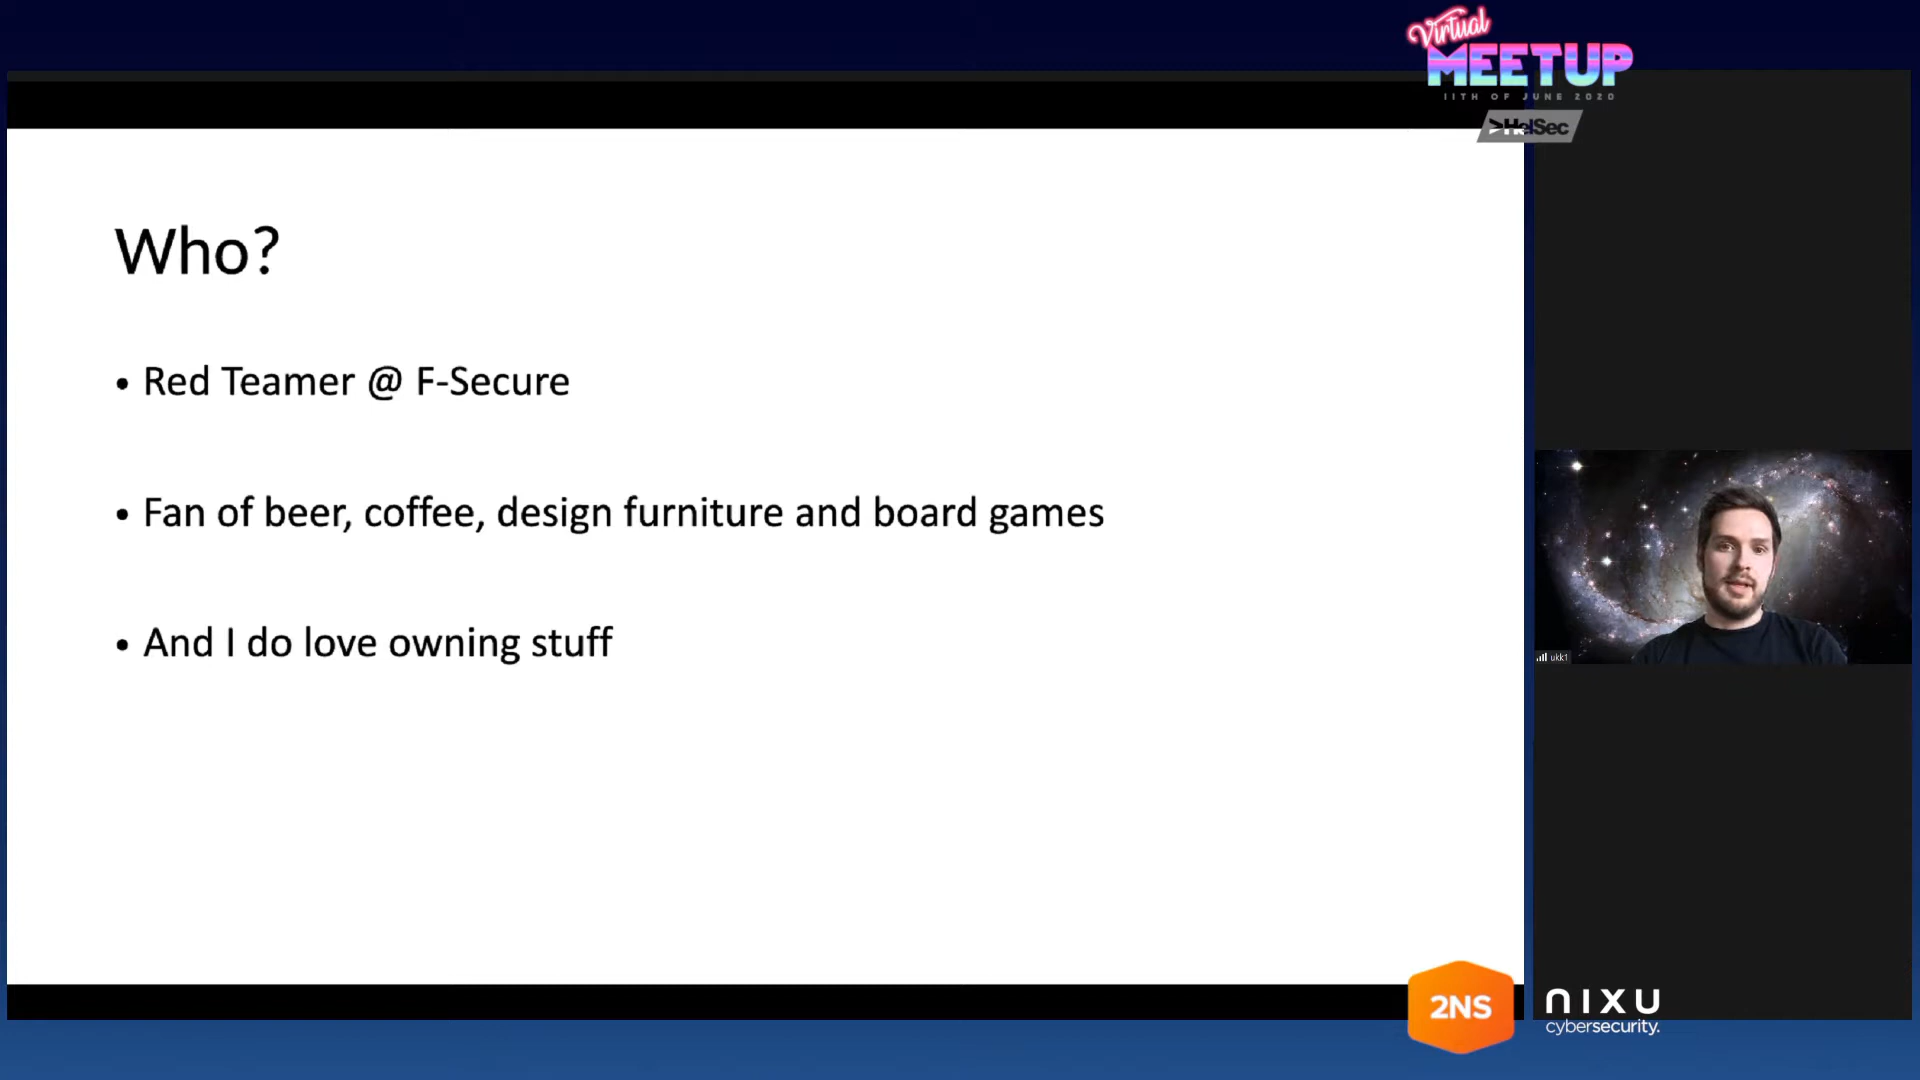 Virtual
MEETUP
11TH OF JUNE 2020
>HelSec
Who?
• Red Teamer @ F-Secure
• Fan of beer, coffee, design furniture and board games
• And I do love owning stuff
ukk1
2NS
nixu
cybersecurity.